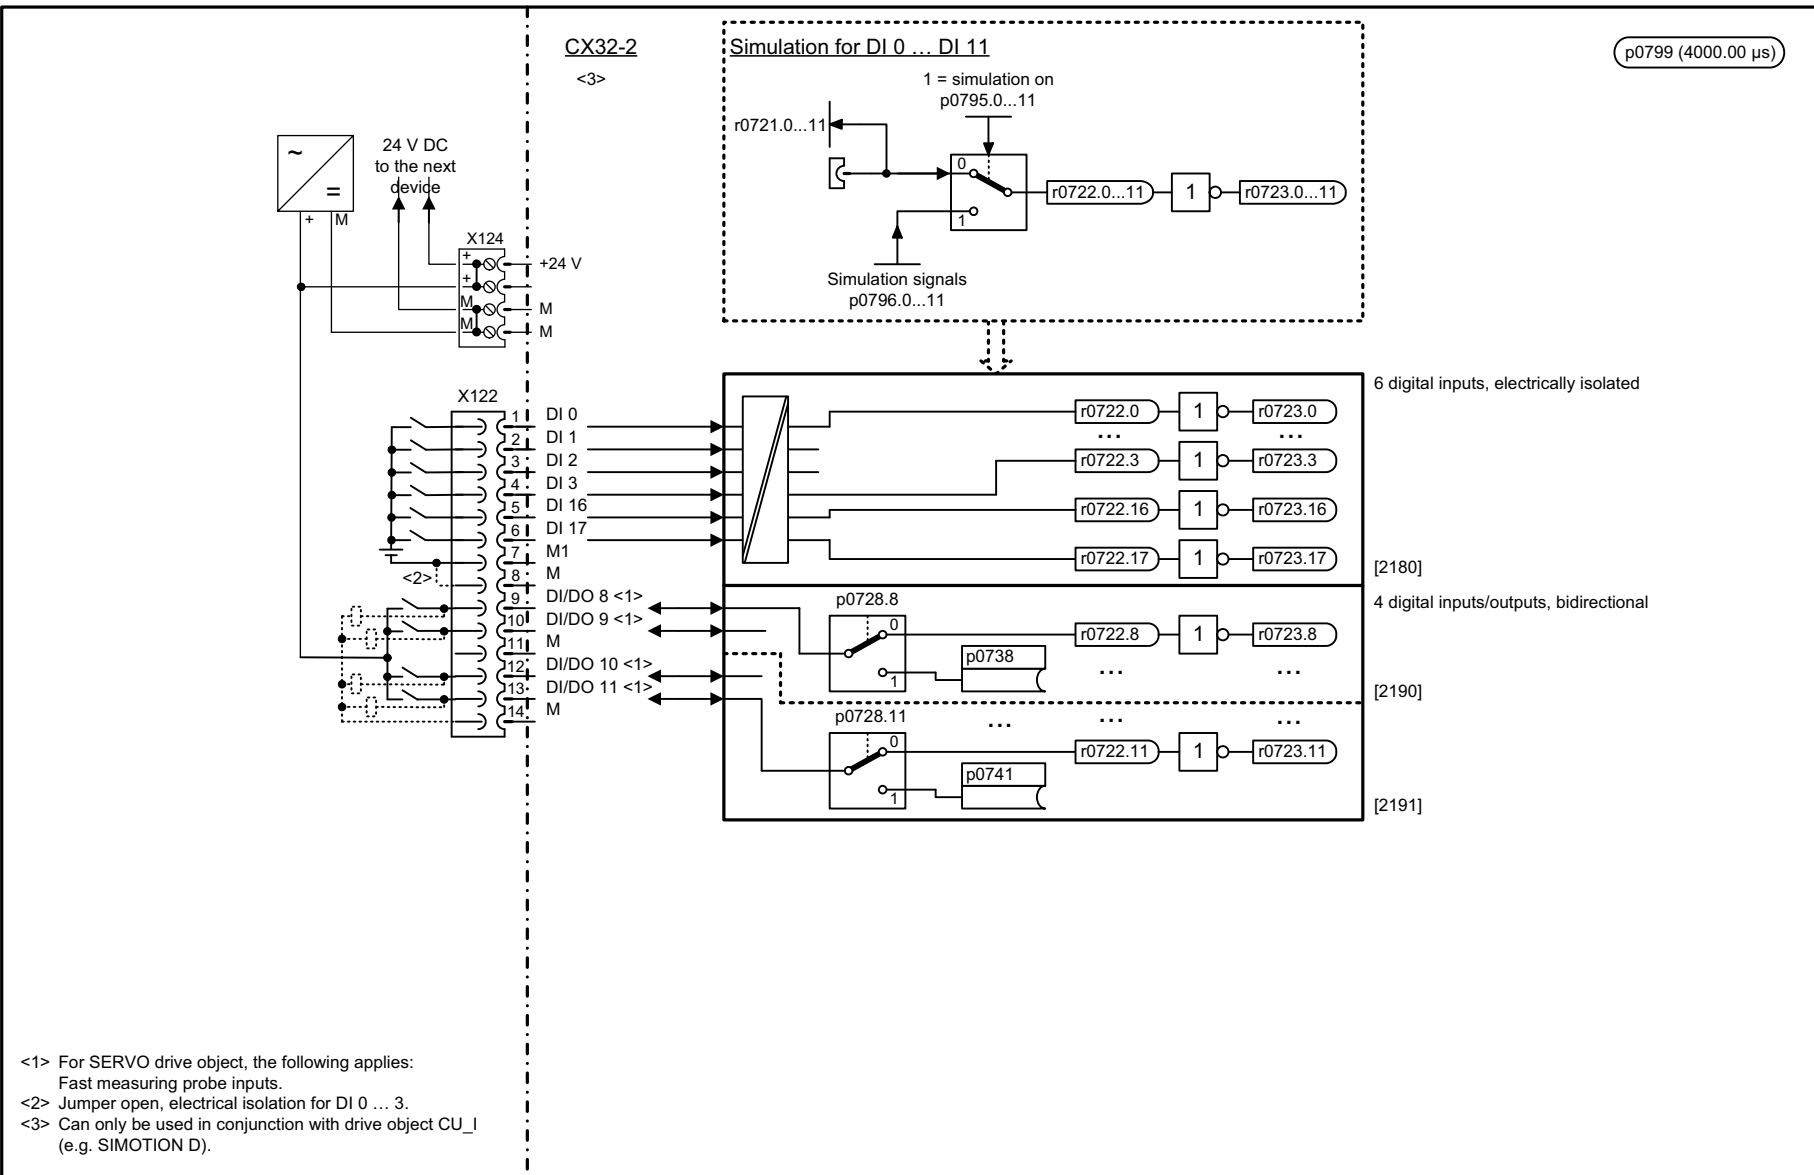 CX32-2
<3>
Simulation for DI 0 … DI 11
p0799 (4000.00 µs)
1 = simulation on
p0795.0...11
r0721.0...11
0
1
r0722.0...11
1
r0723.0...11
Simulation signals
p0796.0...11
~
=
+
M
24 V DC
to the next
device
X124
+
+24 V
+
M
M
M
M
X122
1
DI 0
2
DI 1
3
DI 2
4
DI 3
5
DI 16
6
DI 17
7
M1
<2>
8
M
9
DI/DO 8 <1>
10
DI/DO 9 <1>
11
M
12
DI/DO 10 <1>
13
DI/DO 11 <1>
14
M
6 digital inputs, electrically isolated
r0722.0
1
r0723.0
...
...
r0722.3
1
r0723.3
r0722.16
1
r0723.16
r0722.17
1
r0723.17
[2180]
4 digital inputs/outputs, bidirectional
p0728.8
0
1
r0722.8
1
r0723.8
p0738
...
...
[2190]
p0728.11
...
...
...
0
1
r0722.11
1
r0723.11
p0741
[2191]
<1> For SERVO drive object, the following applies:
Fast measuring probe inputs.
<2> Jumper open, electrical isolation for DI 0 … 3.
<3> Can only be used in conjunction with drive object CU_I
(e.g. SIMOTION D).